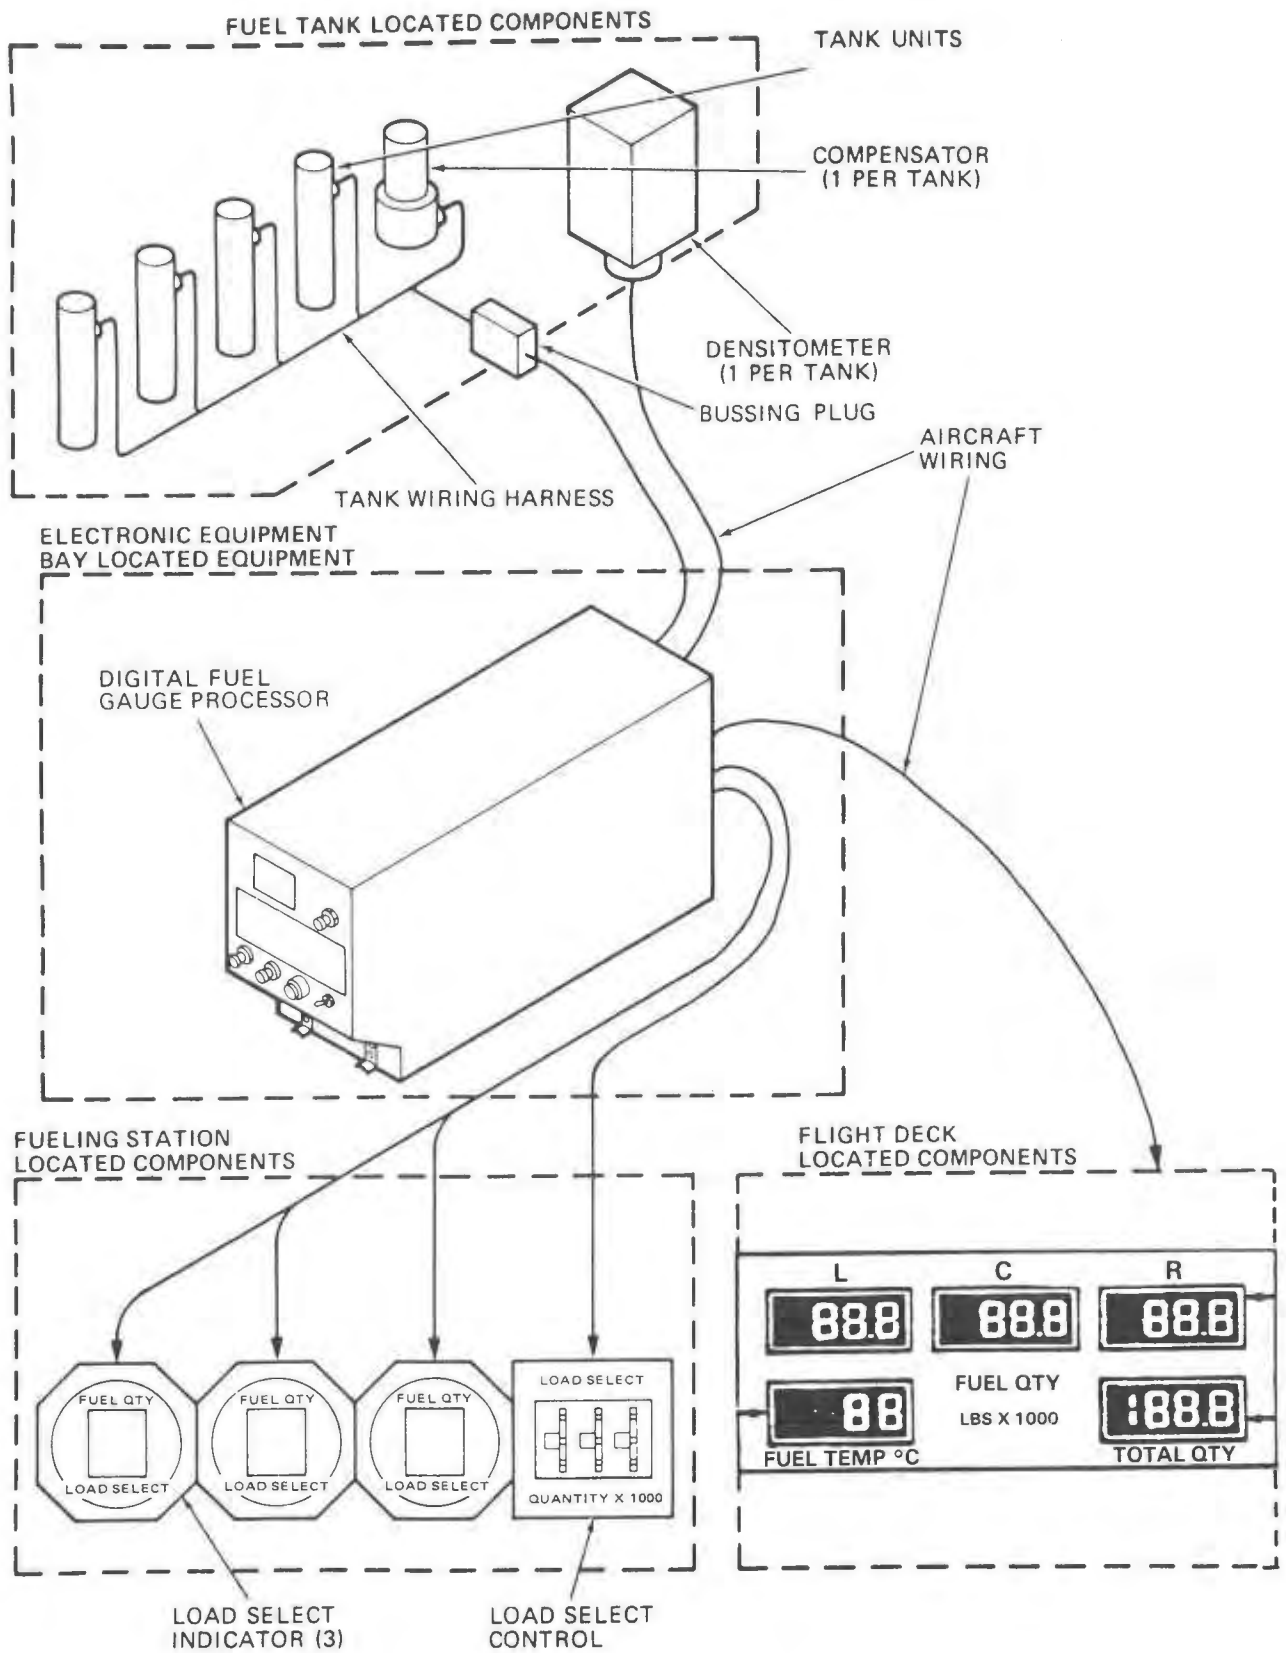 FUEL TANK LOCATED COMPONENTS
TANK UNITS
COMPENSATOR
(1 PER TANK)
DENSITOMETER
(1 PER TANK)
BUSSING PLUG
AIRCRAFT
WIRING
TANK WIRING HARNESS
ELECTRONIC EQUIPMENT
BAY LOCATED EQUIPMENT
DIGITAL FUEL
GAUGE PROCESSOR
FUELING STATION
LOCATED COMPONENTS
FLIGHT DECK
LOCATED COMPONENTS
L C R
88.8 88.8 88.8
FUEL QTY
LBS X 1000
88 188.8
FUEL TEMP °C TOTAL QTY
FUEL QTY
LOAD SELECT
FUEL QTY
LOAD SELECT
FUEL QTY
LOAD SELECT
LOAD SELECT
QUANTITY X 1000
LOAD SELECT
INDICATOR (3)
LOAD SELECT
CONTROL